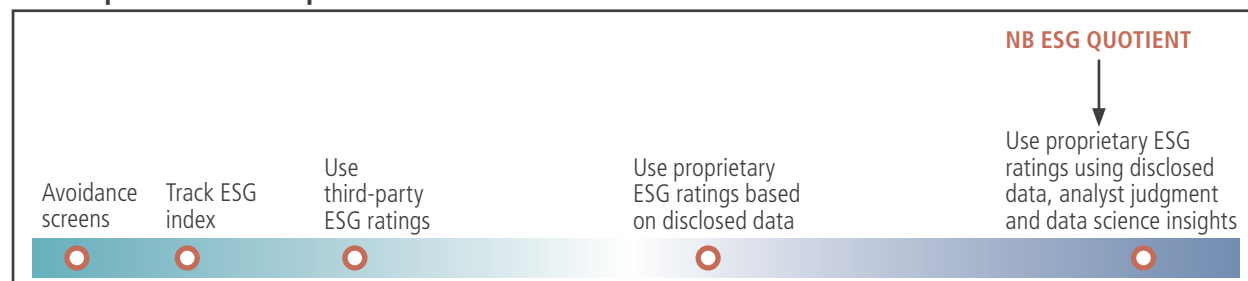 NB ESG QUOTIENT
Avoidance
screens
Track ESG
index
Use
third-party
ESG ratings
Use proprietary
ESG ratings based
on disclosed data
Use proprietary ESG
ratings using disclosed
data, analyst judgment
and data science insights